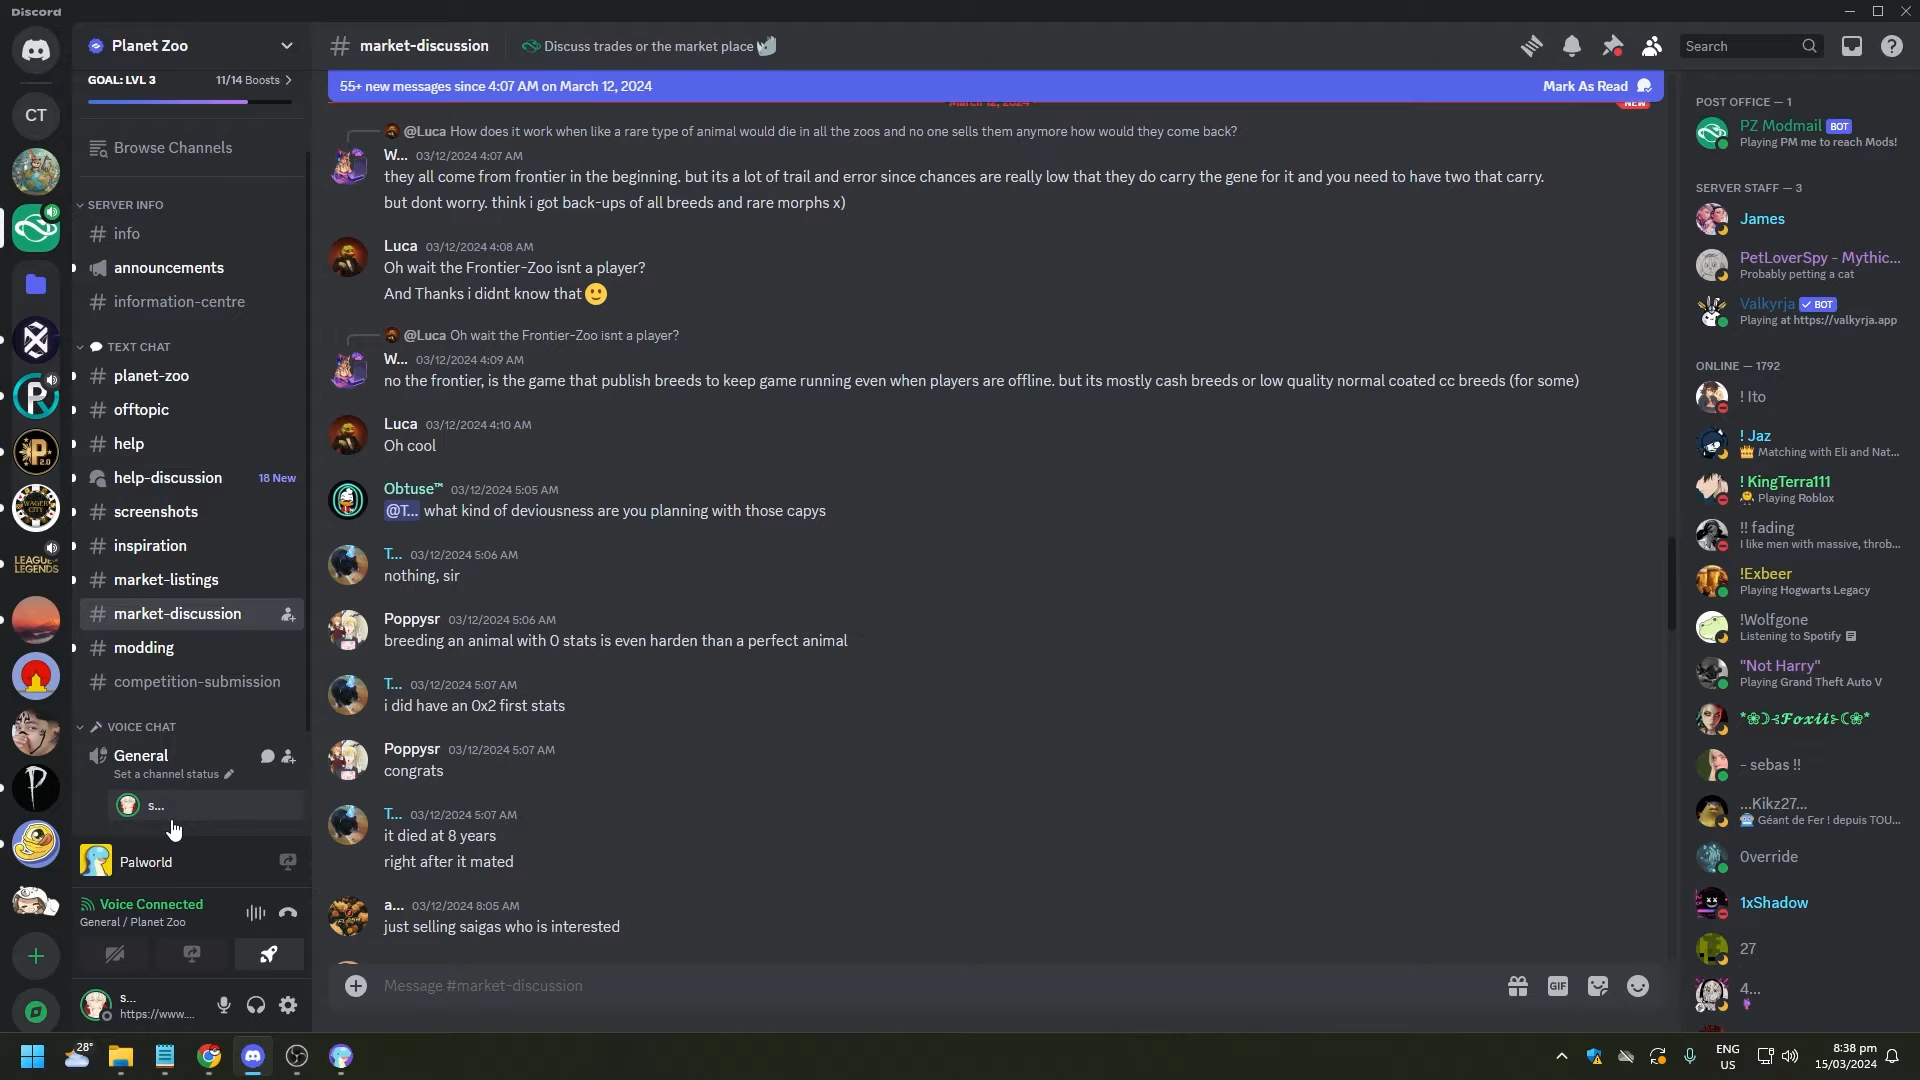 Discord
Planet Zoo
GOAL: LVL 3
11/14 Boosts
Browse Channels
SERVER INFO
info
announcements
information-centre
TEXT CHAT
planet-zoo
offtopic
help
help-discussion
18 New
screenshots
inspiration
market-listings
market-discussion
modding
competition-submission
VOICE CHAT
General
Set a channel status
s...
Palworld
Voice Connected
General / Planet Zoo
s...
https://www....
CT
P 2.0
WAGER CITY
LEAGUE OF LEGENDS
market-discussion
Discuss trades or the market place
Search
55+ new messages since 4:07 AM on March 12, 2024
Mark As Read
March 12, 2024
NEW
@Luca How does it work when like a rare type of animal would die in all the zoos and no one sells them anymore how would they come back?
W... 03/12/2024 4:07 AM
they all come from frontier in the beginning. but its a lot of trail and error since chances are really low that they do carry the gene for it and you need to have two that carry.
but dont worry. think i got back-ups of all breeds and rare morphs x)
Luca 03/12/2024 4:08 AM
Oh wait the Frontier-Zoo isnt a player?
And Thanks i didnt know that
@Luca Oh wait the Frontier-Zoo isnt a player?
W... 03/12/2024 4:09 AM
no the frontier, is the game that publish breeds to keep game running even when players are offline. but its mostly cash breeds or low quality normal coated cc breeds (for some)
Luca 03/12/2024 4:10 AM
Oh cool
Obtuse™ 03/12/2024 5:05 AM
@T... what kind of deviousness are you planning with those capys
T... 03/12/2024 5:06 AM
nothing, sir
Poppysr 03/12/2024 5:06 AM
breeding an animal with 0 stats is even harden than a perfect animal
T... 03/12/2024 5:07 AM
i did have an 0x2 first stats
Poppysr 03/12/2024 5:07 AM
congrats
T... 03/12/2024 5:07 AM
it died at 8 years
right after it mated
a... 03/12/2024 8:05 AM
just selling saigas who is interested
Message #market-discussion
GIF
POST OFFICE — 1
PZ Modmail BOT
Playing PM me to reach Mods!
SERVER STAFF — 3
James
PetLoverSpy - Mythic...
Probably petting a cat
Valkyrja ✓ BOT
Playing at https://valkyrja.app
ONLINE — 1792
! Ito
! Jaz
Matching with Eli and Nat...
! KingTerra111
Playing Roblox
!! fading
I like men with massive, throb...
!Exbeer
Playing Hogwarts Legacy
!Wolfgone
Listening to Spotify
"Not Harry"
Playing Grand Theft Auto V
*❀☽⊰𝓕𝓸𝔁𝓲𝓲⊱☾❀*
- sebas !!
...Kikz27...
Géant de Fer ! depuis TOU...
0verride
1xShadow
27
4...
28°
ENG
US
8:38 pm
15/03/2024